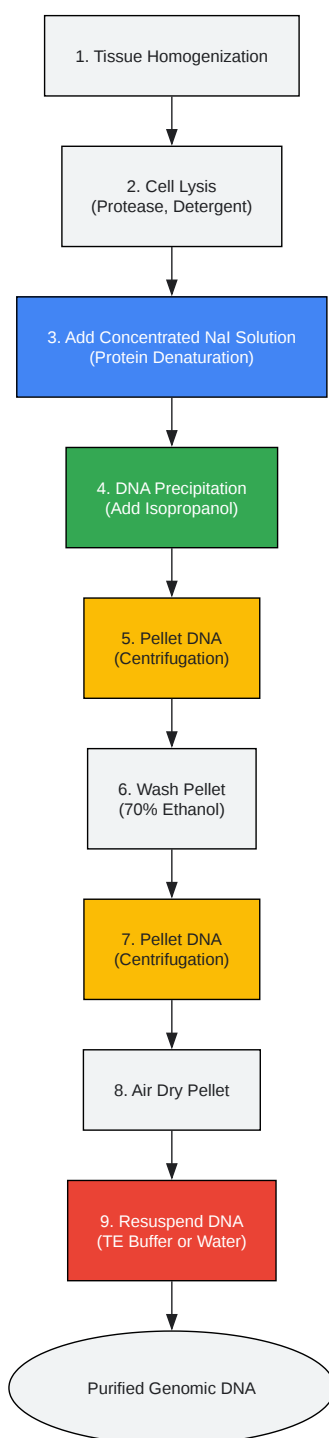 1. Tissue Homogenization
2. Cell Lysis
(Protease, Detergent)
3. Add Concentrated NaI Solution
(Protein Denaturation)
4. DNA Precipitation
(Add Isopropanol)
5. Pellet DNA
(Centrifugation)
6. Wash Pellet
(70% Ethanol)
7. Pellet DNA
(Centrifugation)
8. Air Dry Pellet
9. Resuspend DNA
(TE Buffer or Water)
Purified Genomic DNA